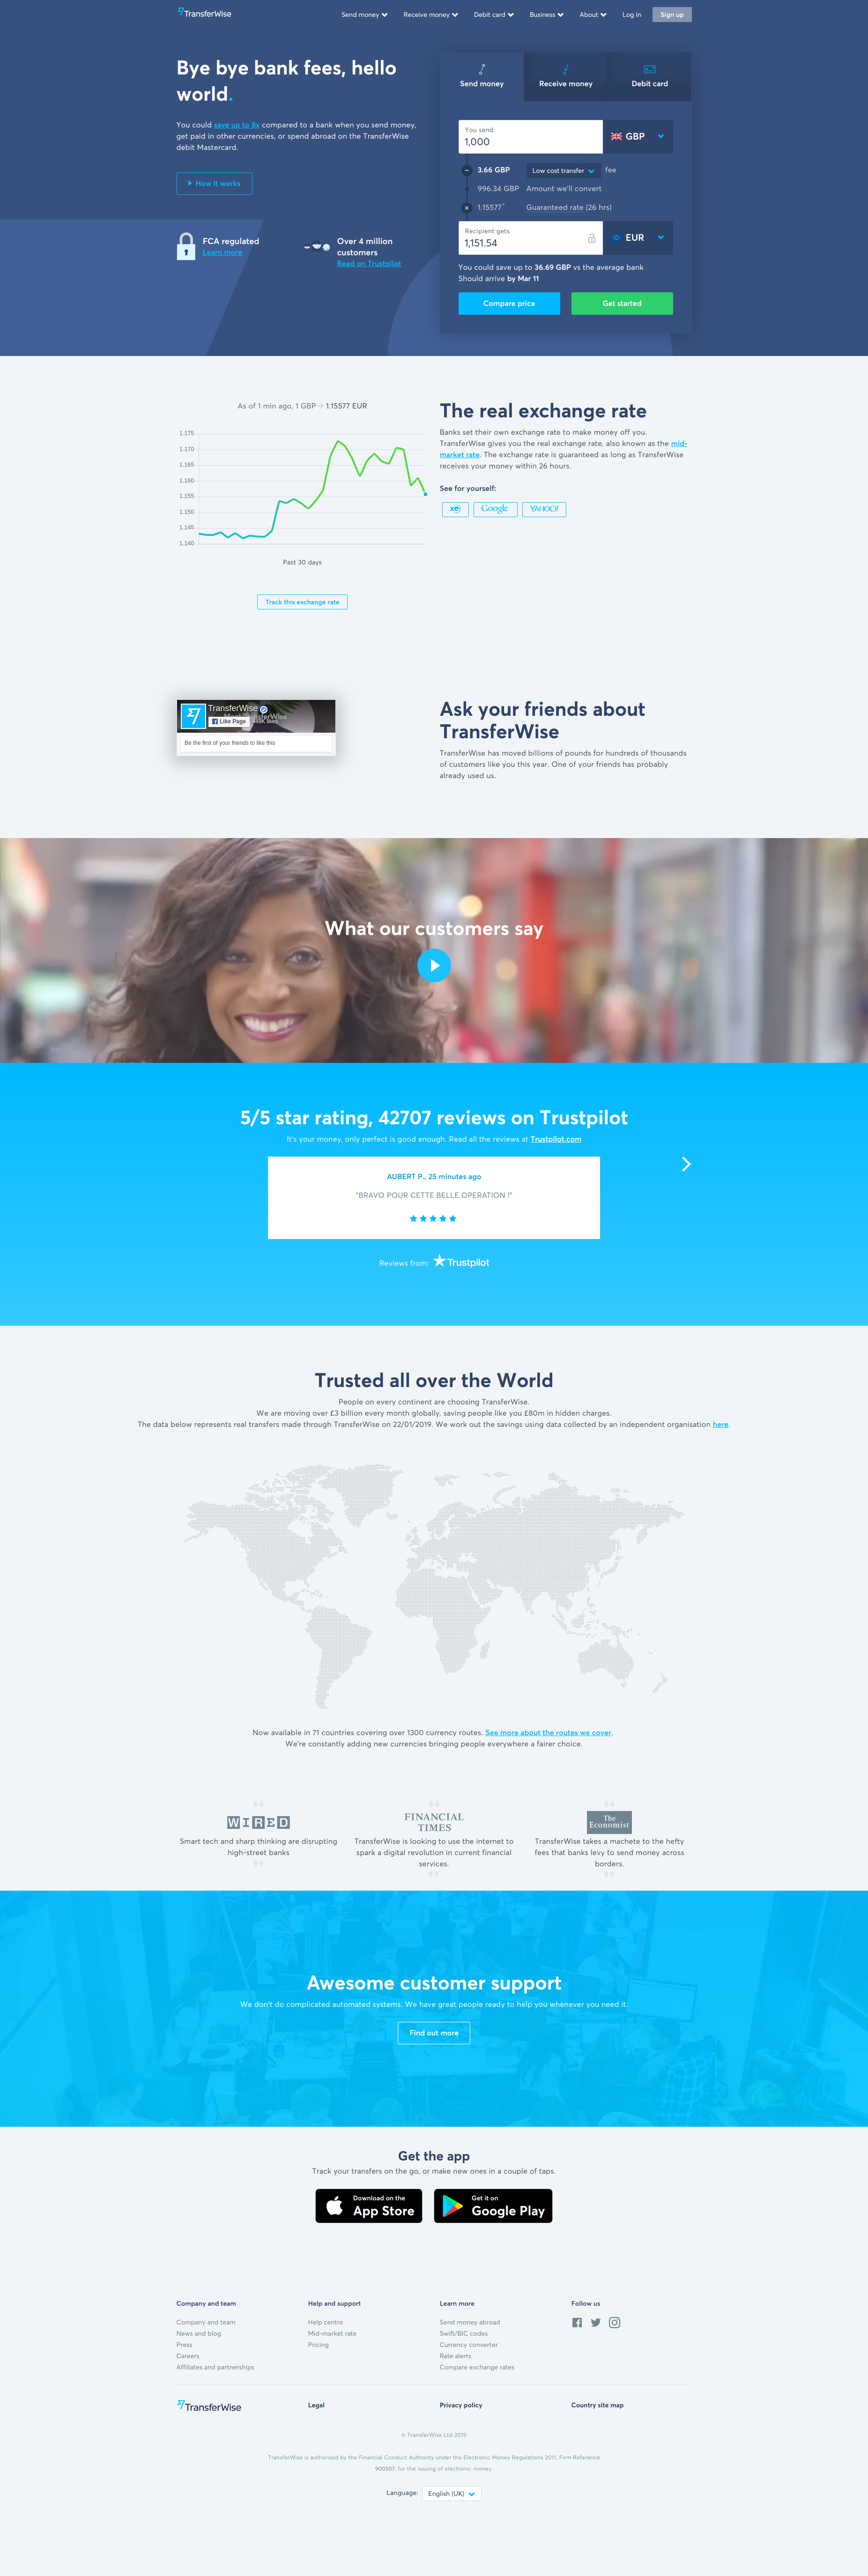 TransferWise
Send money
Receive money
Debit card
Business
About
Log in
Sign up
Bye bye bank fees, hello
world.
You could save up to 8x compared to a bank when you send money,
get paid in other currencies, or spend abroad on the TransferWise
debit Mastercard.
How it works
FCA regulated
Learn more
Over 4 million
customers
Read on Trustpilot
Send money
Receive money
Debit card
You send
1,000
GBP
3.66 GBP
Low cost transfer
fee
996.34 GBP
Amount we'll convert
1.15577*
Guaranteed rate (26 hrs)
Recipient gets
1,151.54
EUR
You could save up to 36.69 GBP vs the average bank
Should arrive by Mar 11
Compare price
Get started
As of 1 min ago, 1 GBP → 1.15577 EUR
1.175
1.170
1.165
1.160
1.155
1.150
1.145
1.140
Past 30 days
Track this exchange rate
The real exchange rate
Banks set their own exchange rate to make money off you.
TransferWise gives you the real exchange rate, also known as the mid-
market rate. The exchange rate is guaranteed as long as TransferWise
receives your money within 26 hours.
See for yourself:
xe
Google
YAHOO!
TransferWise
Like Page
448K likes
Be the first of your friends to like this
Ask your friends about
TransferWise
TransferWise has moved billions of pounds for hundreds of thousands
of customers like you this year. One of your friends has probably
already used us.
What our customers say
5/5 star rating, 42707 reviews on Trustpilot
It's your money, only perfect is good enough. Read all the reviews at Trustpilot.com
AUBERT P., 25 minutes ago
"BRAVO POUR CETTE BELLE OPERATION !"
Reviews from: Trustpilot
Trusted all over the World
People on every continent are choosing TransferWise.
We are moving over £3 billion every month globally, saving people like you £80m in hidden charges.
The data below represents real transfers made through TransferWise on 22/01/2019. We work out the savings using data collected by an independent organisation here.
Now available in 71 countries covering over 1300 currency routes. See more about the routes we cover.
We're constantly adding new currencies bringing people everywhere a fairer choice.
“
WIRED
Smart tech and sharp thinking are disrupting
high-street banks
”
“
FINANCIAL
TIMES
TransferWise is looking to use the internet to
spark a digital revolution in current financial
services.
”
“
The
Economist
TransferWise takes a machete to the hefty
fees that banks levy to send money across
borders.
”
Awesome customer support
We don't do complicated automated systems. We have great people ready to help you whenever you need it.
Find out more
Get the app
Track your transfers on the go, or make new ones in a couple of taps.
Download on the
App Store
Get it on
Google Play
Company and team
Company and team
News and blog
Press
Careers
Affiliates and partnerships
Help and support
Help centre
Mid-market rate
Pricing
Learn more
Send money abroad
Swift/BIC codes
Currency converter
Rate alerts
Compare exchange rates
Follow us
TransferWise
Legal
Privacy policy
Country site map
© TransferWise Ltd 2019
TransferWise is authorised by the Financial Conduct Authority under the Electronic Money Regulations 2011, Firm Reference
900507, for the issuing of electronic money.
Language:
English (UK)